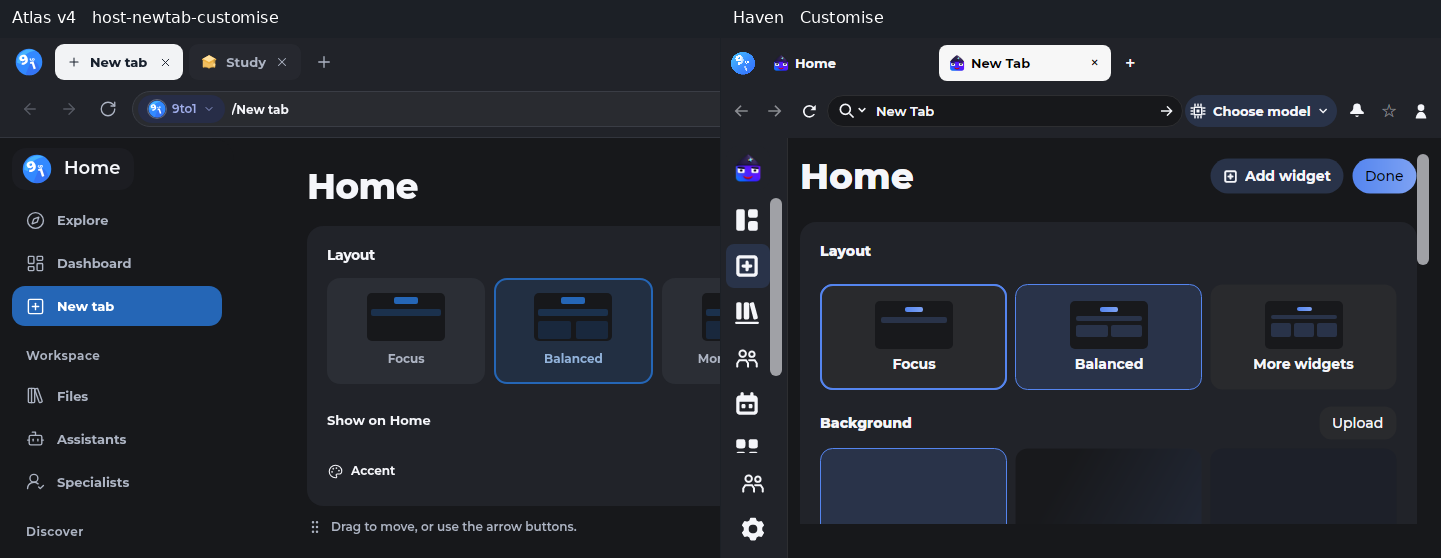 Atlas v4 host-newtab-customise
New tab
Study
9to1
/New tab
Home
Explore
Dashboard
New tab
Workspace
Files
Assistants
Specialists
Discover
Home
Layout
Focus
Balanced
Show on Home
Accent
Drag to move, or use the arrow buttons.
Haven Customise
Home
New Tab
New Tab
Choose model
Home
Add widget
Done
Layout
Focus
Balanced
More widgets
Background
Upload